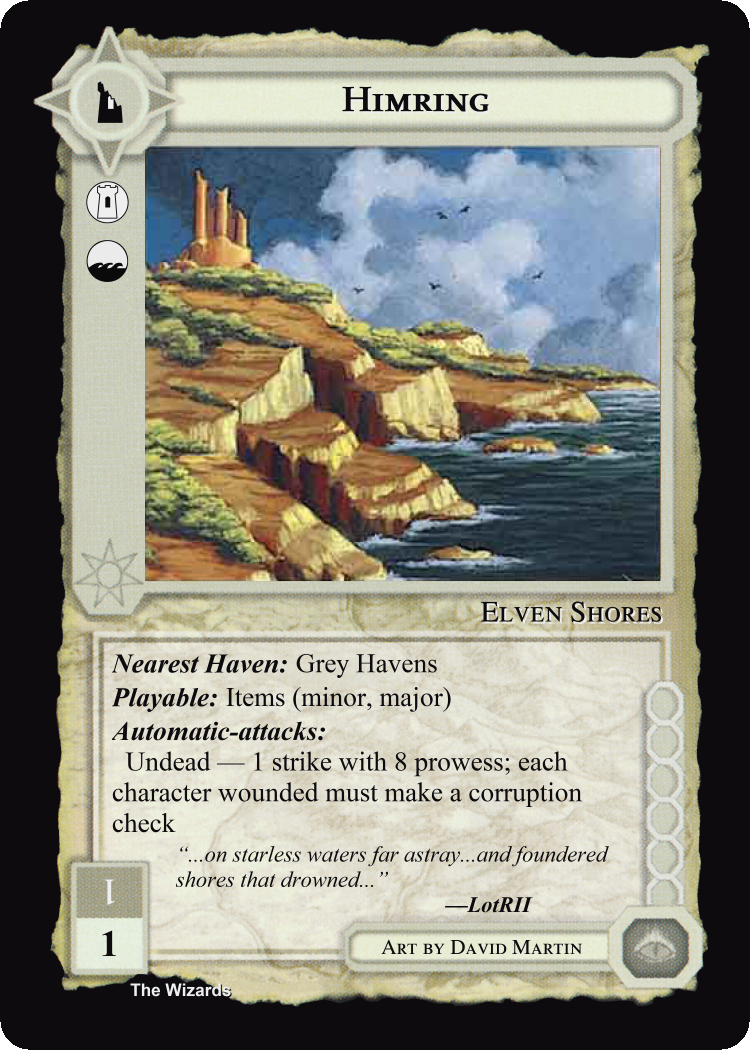 HIMRING
ELVEN SHORES
Nearest Haven: Grey Havens
Playable: Items (minor, major)
Automatic-attacks:
Undead — 1 strike with 8 prowess; each
character wounded must make a corruption
check
“...on starless waters far astray...and foundered
shores that drowned...”
—LotRII
1
1
ART BY DAVID MARTIN
The Wizards